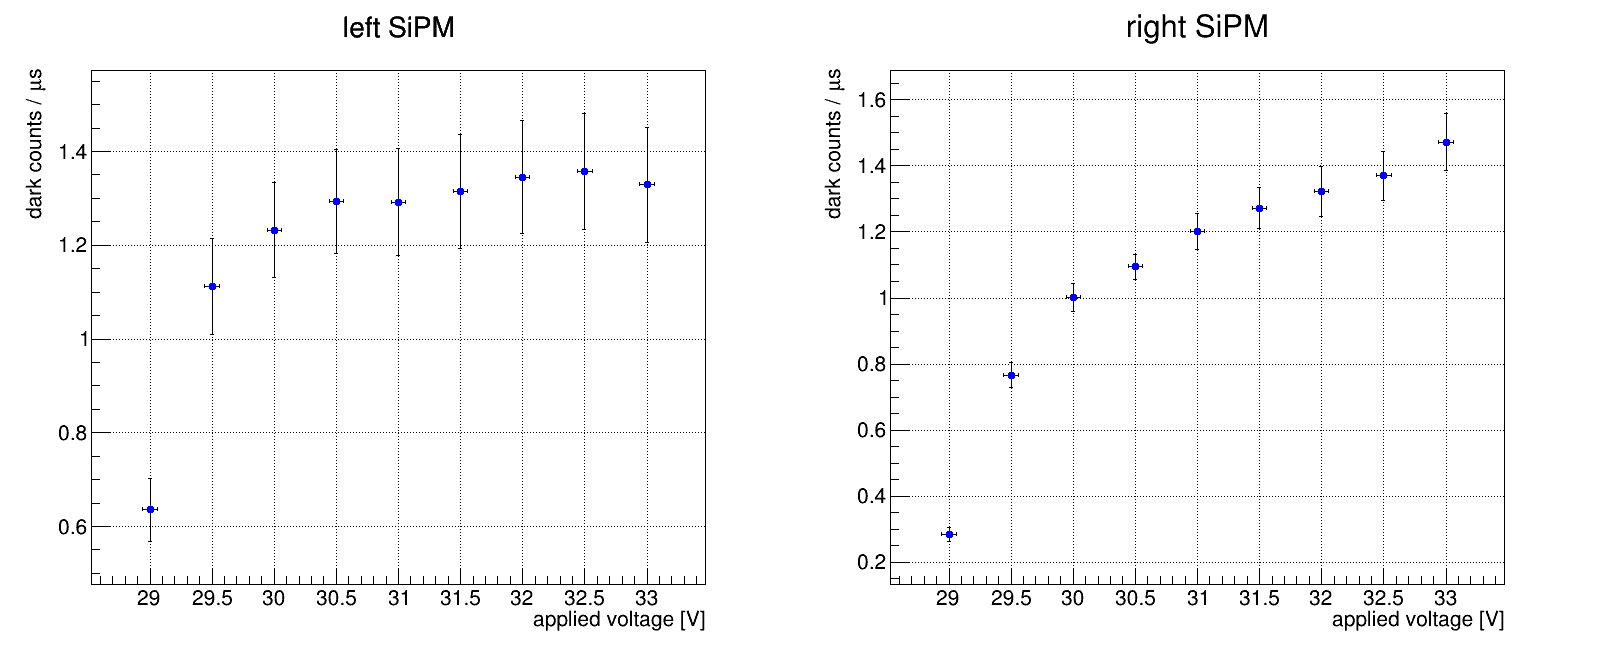 left SiPM
dark counts / μs
1.4
1.2
1
0.8
0.6
29 29.5 30 30.5 31 31.5 32 32.5 33
applied voltage [V]
right SiPM
dark counts / μs
1.6
1.4
1.2
1
0.8
0.6
0.4
0.2
29 29.5 30 30.5 31 31.5 32 32.5 33
applied voltage [V]